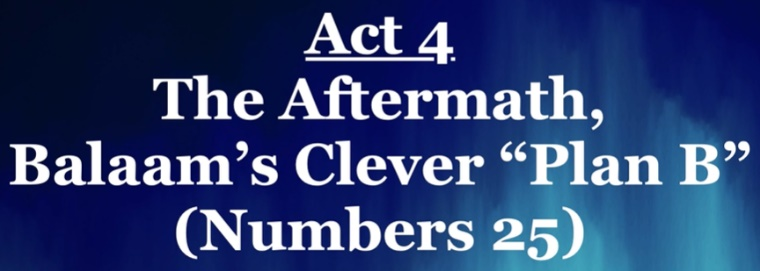 Act 4
The Aftermath,
Balaam’s Clever “Plan B”
(Numbers 25)